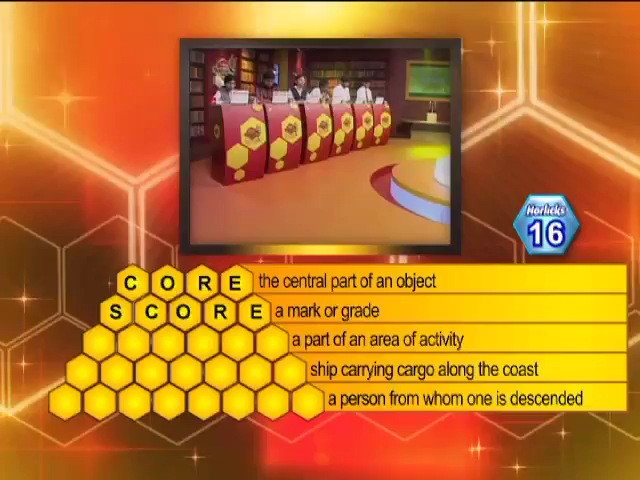 Horlicks
16
CORE the central part of an object
SCORE a mark or grade
a part of an area of activity
ship carrying cargo along the coast
a person from whom one is descended